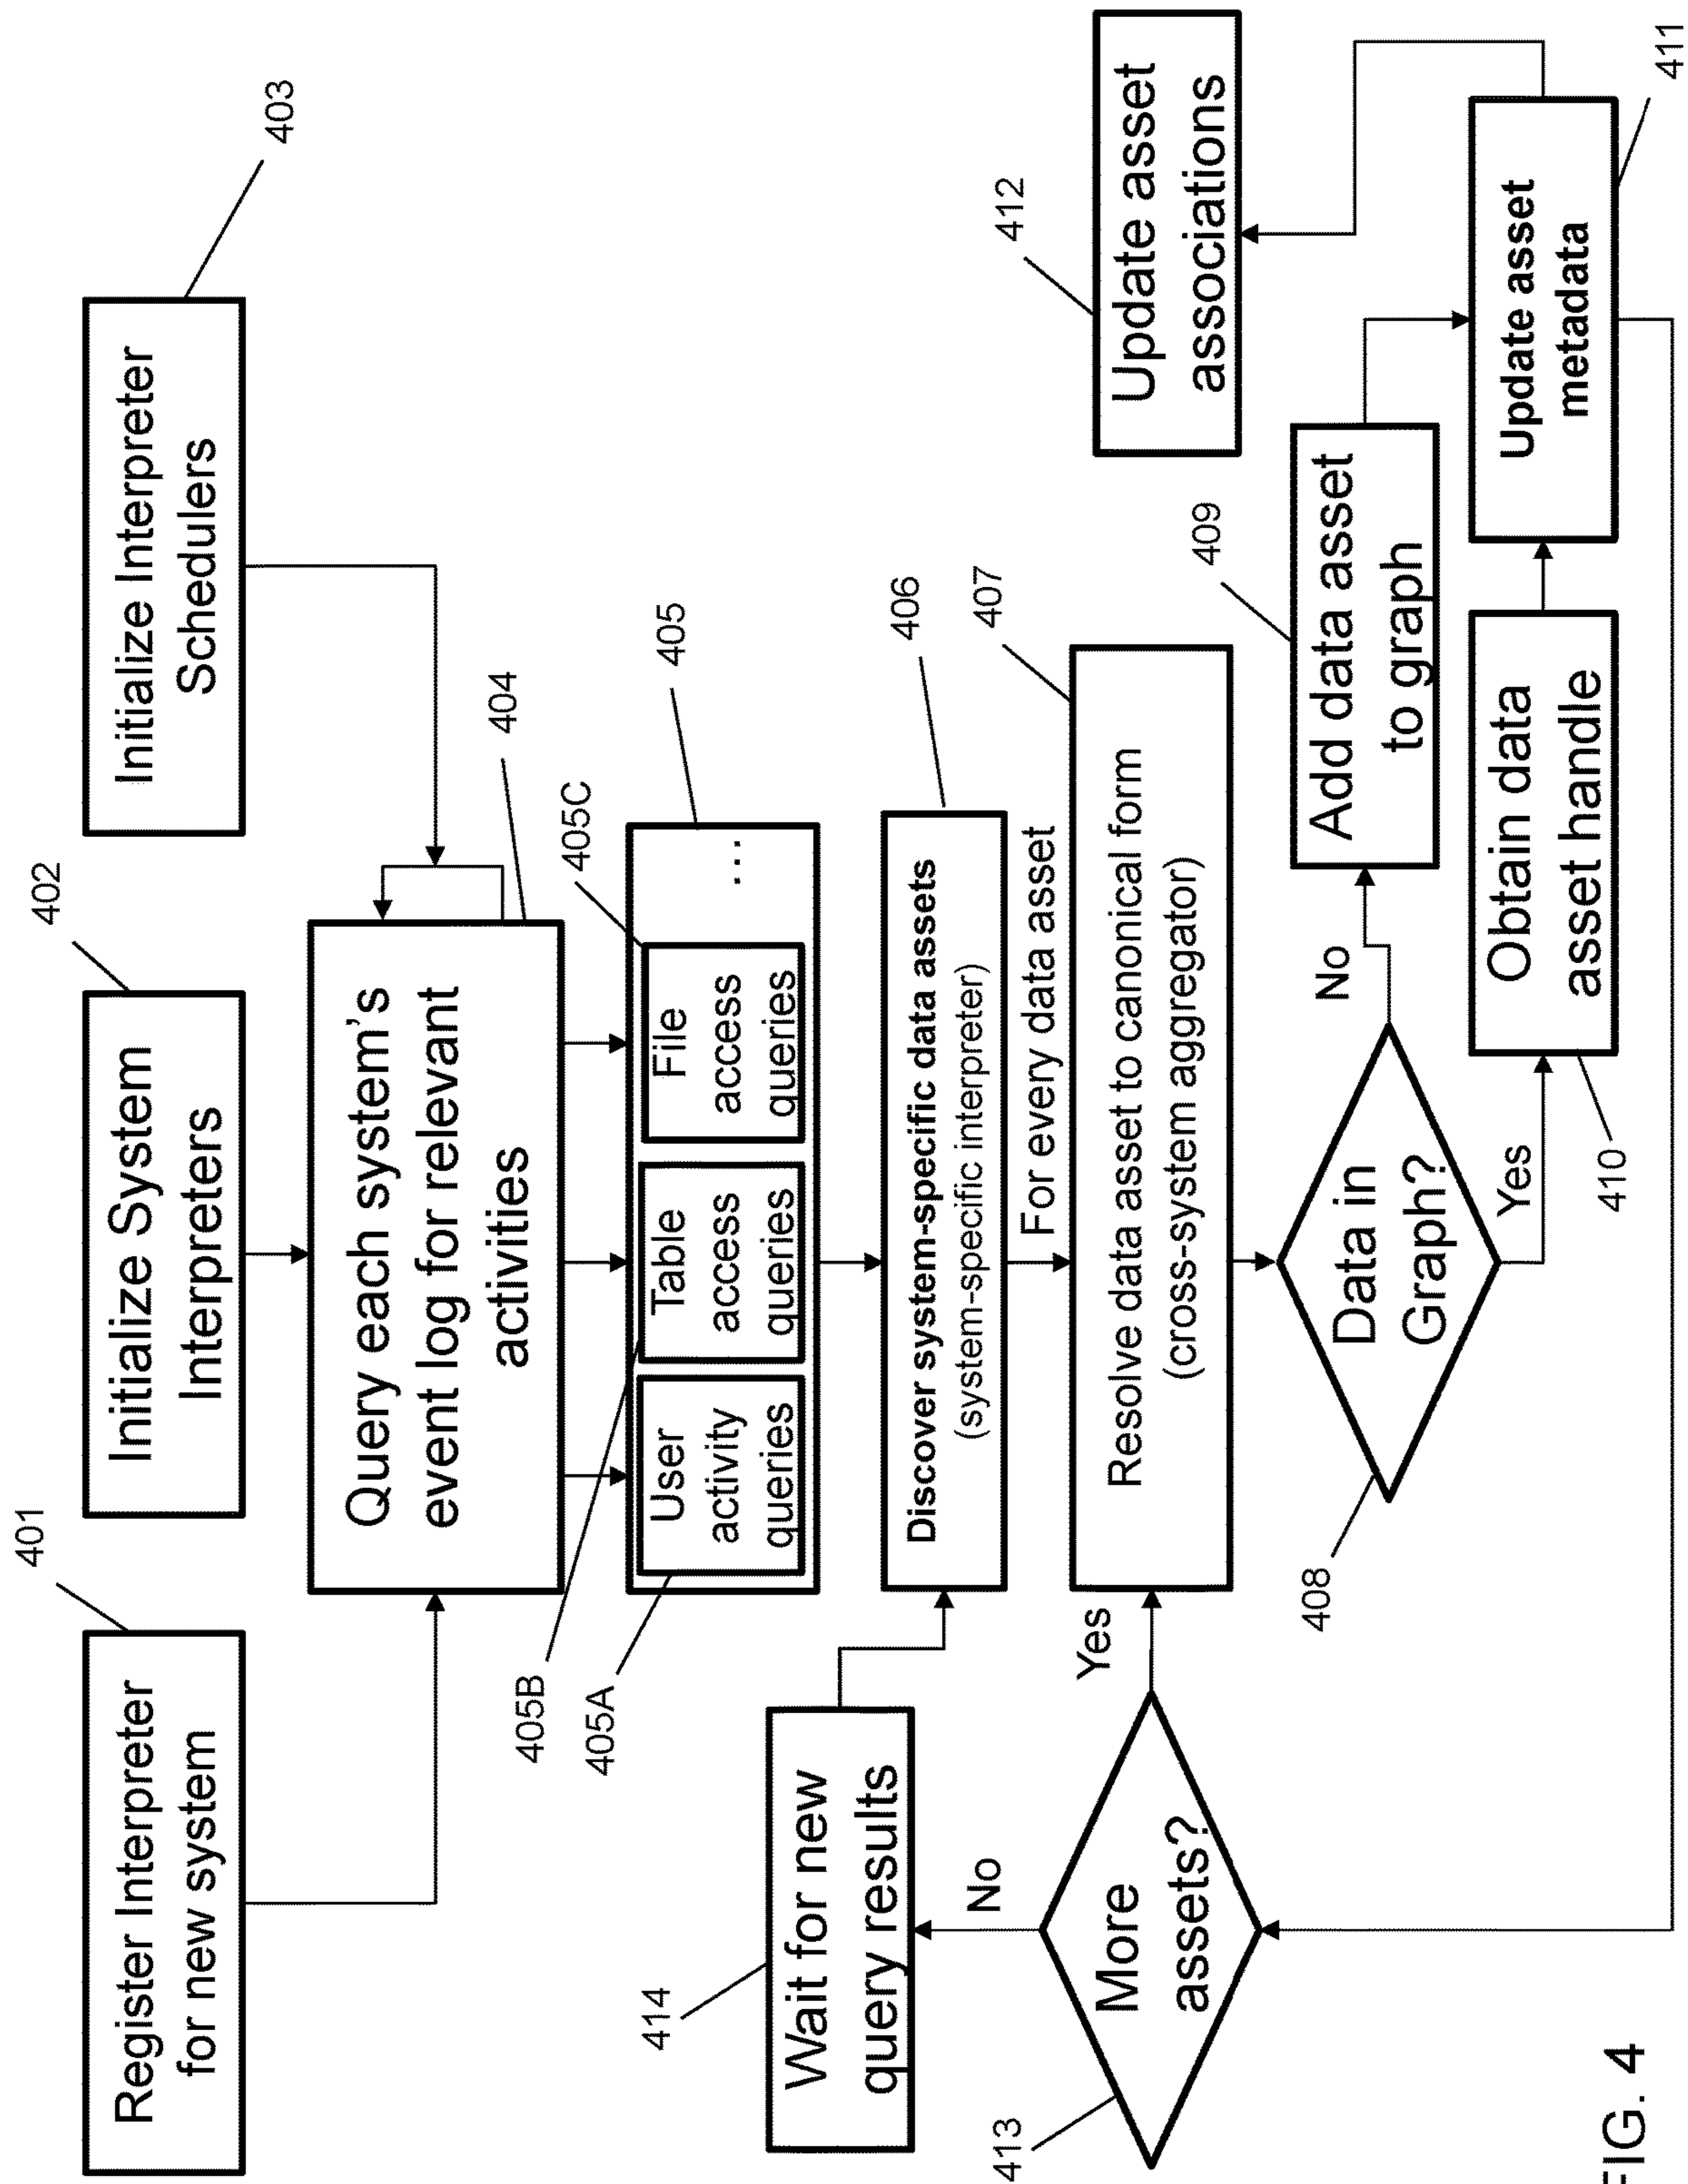 401
Register Interpreter
for new system
402
Initialize System
Interpreters
403
Initialize Interpreter
Schedulers
404
Query each system's
event log for relevant
activities
405
405A
User
activity
queries
405B
Table
access
queries
405C
File
access
queries
...
406
Discover system-specific data assets
(system-specific interpreter)
For every data asset
407
Resolve data asset to canonical form
(cross-system aggregator)
408
Data in
Graph?
No
Yes
409
Add data asset
to graph
410
Obtain data
asset handle
411
Update asset
metadata
412
Update asset
associations
413
More
assets?
Yes
No
414
Wait for new
query results
FIG. 4